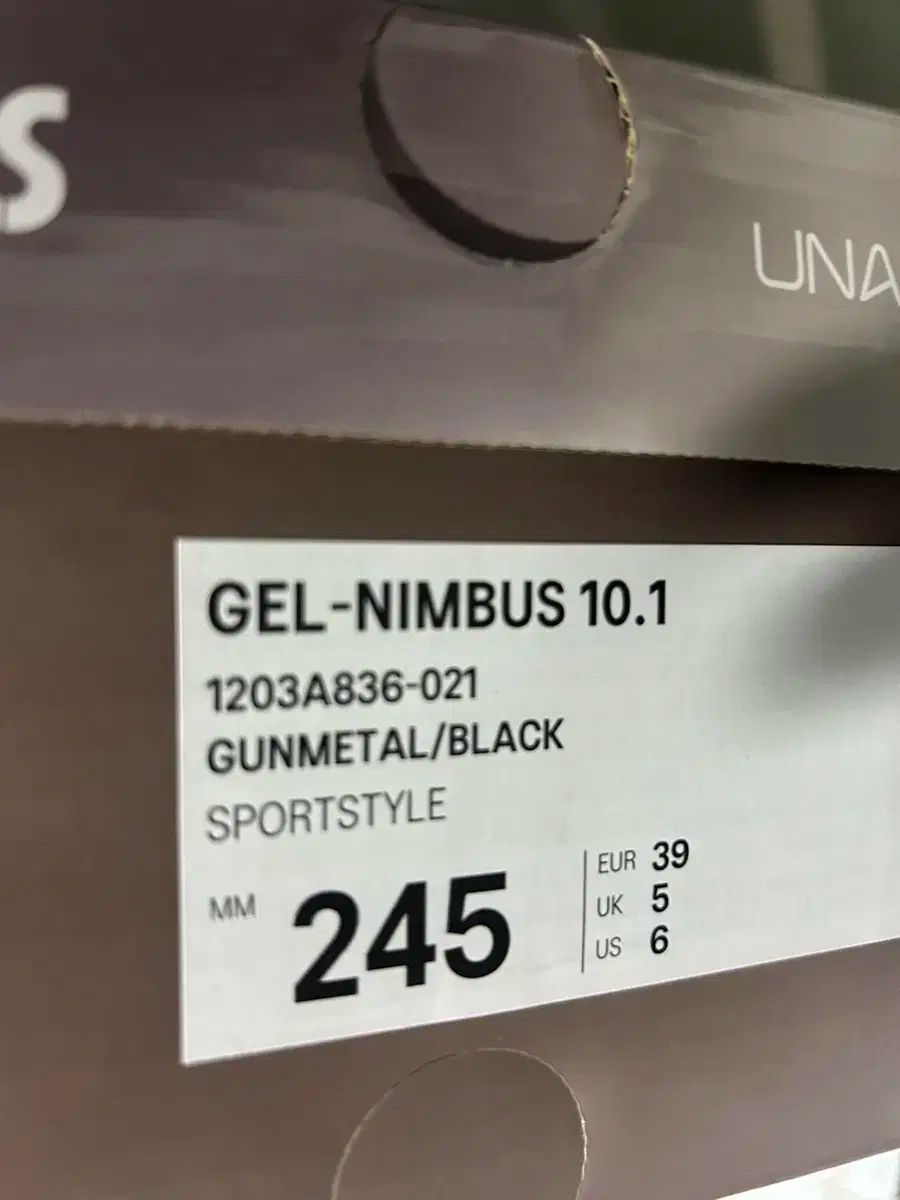 S
UNA
GEL-NIMBUS 10.1
1203A836-021
GUNMETAL/BLACK
SPORTSTYLE
MM 245
EUR 39
UK 5
US 6